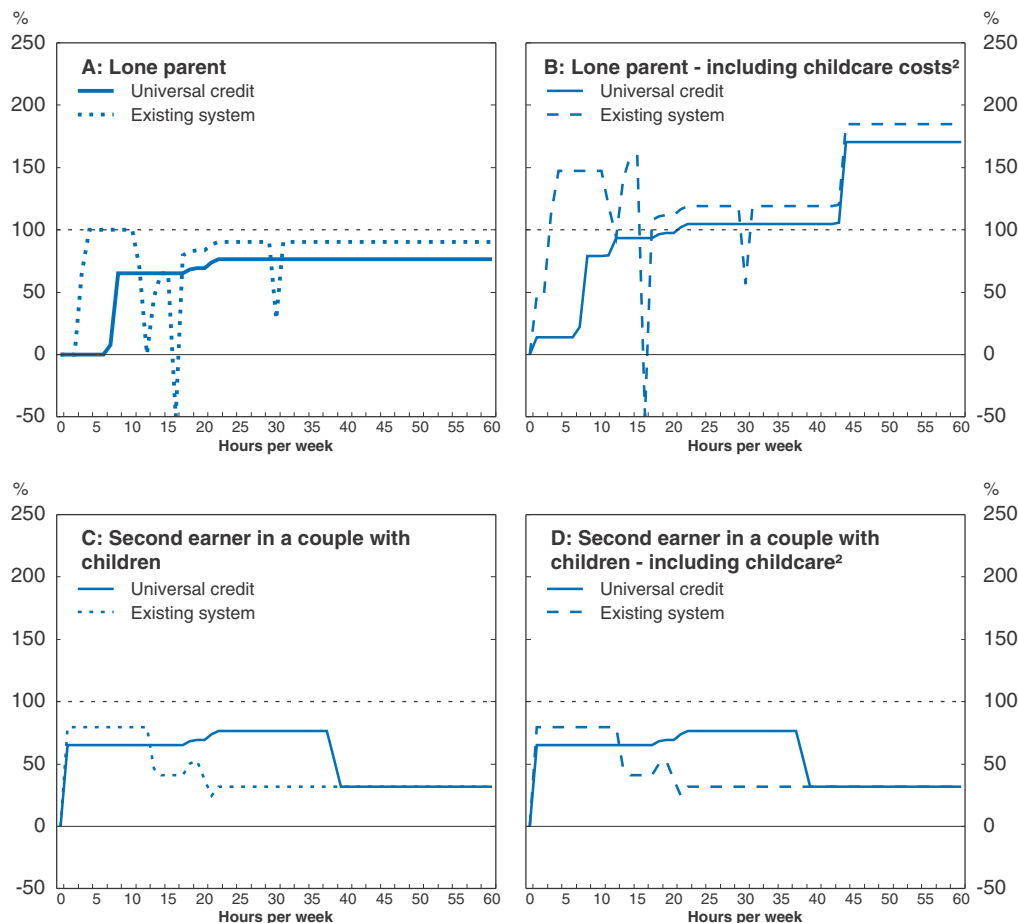 %
%
250
200
150
100
50
0
-50
A: Lone parent
Universal credit
Existing system
0 5 10 15 20 25 30 35 40 45 50 55 60
Hours per week
B: Lone parent - including childcare costs²
Universal credit
Existing system
250
200
150
100
50
0
-50
0 5 10 15 20 25 30 35 40 45 50 55 60
Hours per week
%
%
250
200
150
100
50
0
-50
C: Second earner in a couple with
children
Universal credit
Existing system
0 5 10 15 20 25 30 35 40 45 50 55 60
Hours per week
D: Second earner in a couple with
children - including childcare²
Universal credit
Existing system
250
200
150
100
50
0
-50
0 5 10 15 20 25 30 35 40 45 50 55 60
Hours per week